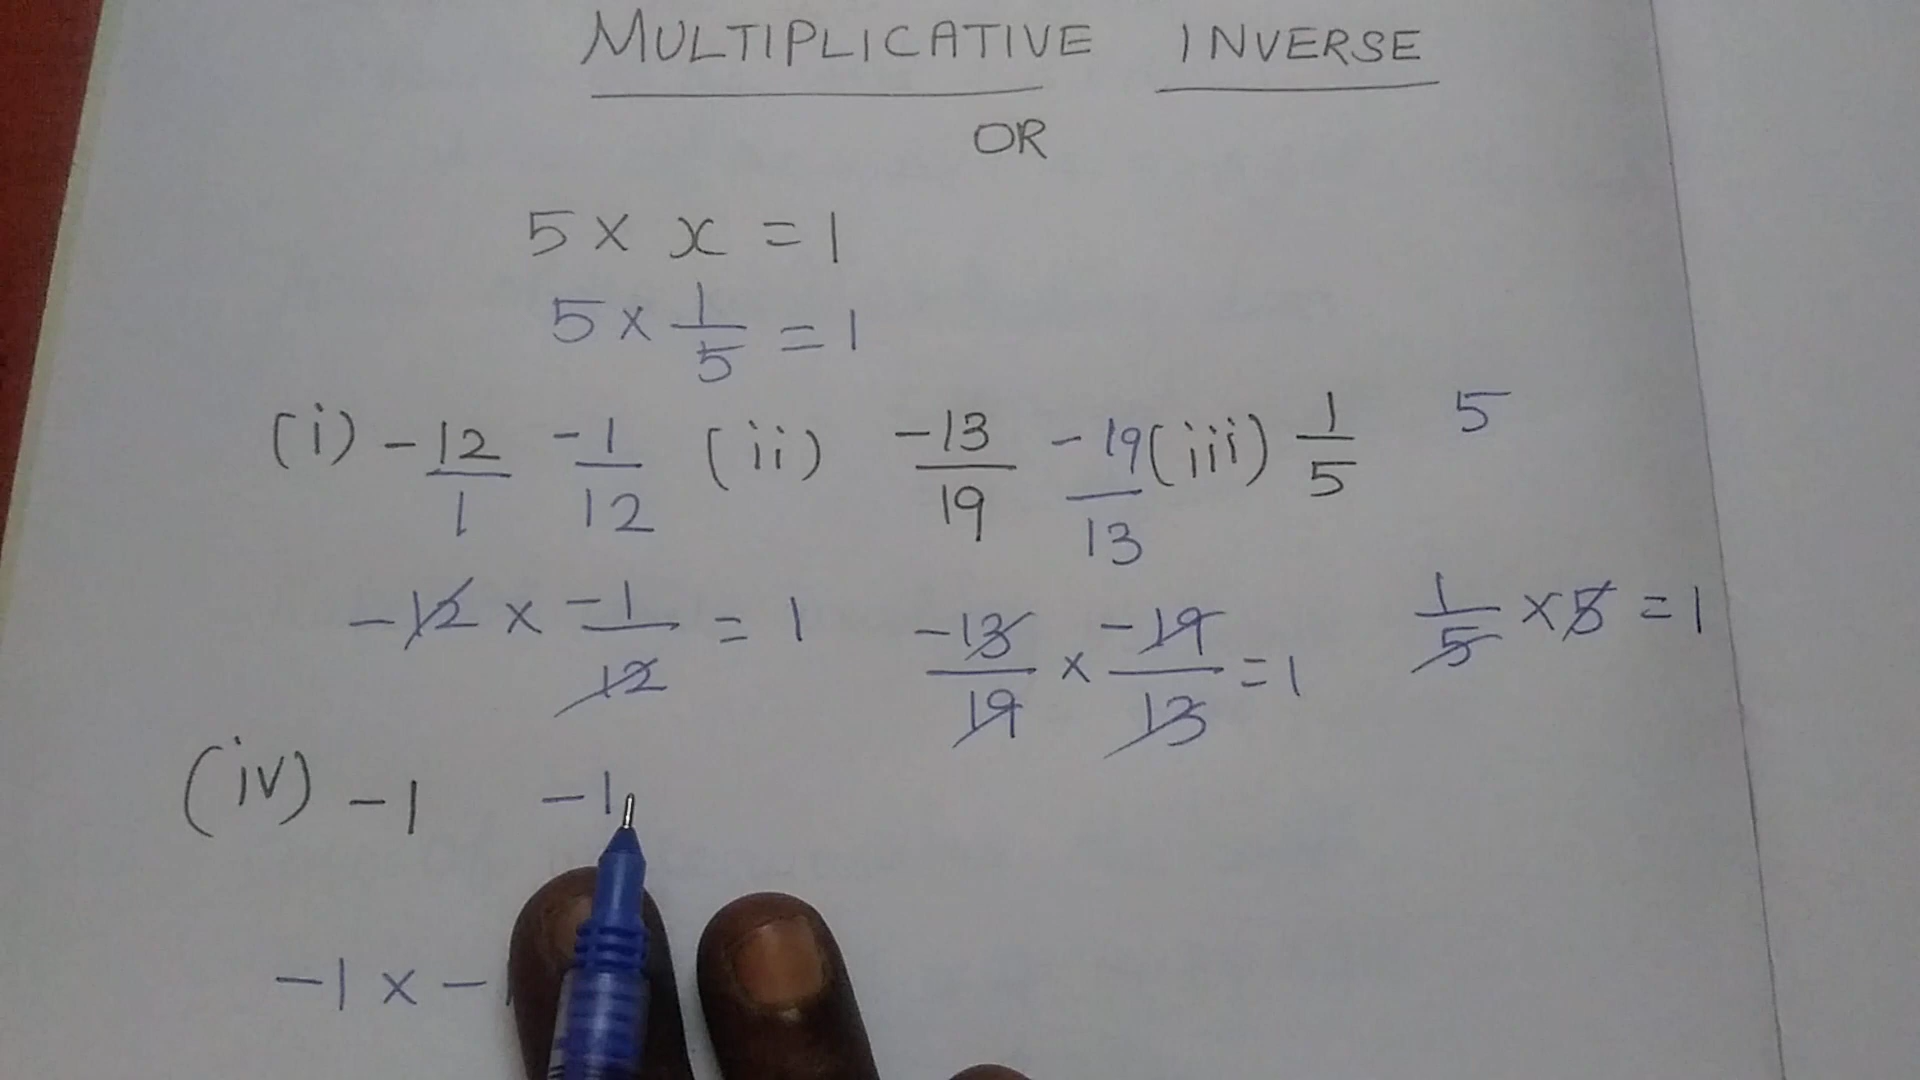 MULTIPLICATIVE INVERSE
OR
5 × x = 1
5 × 1/5 = 1
(i) -12/1 -1/12 (ii) -13/19 -19/13 (iii) 1/5 5
-12 × -1/12 = 1 -13/19 × -19/13 = 1 1/5 × 5 = 1
(iv) -1 -1
-1 × -